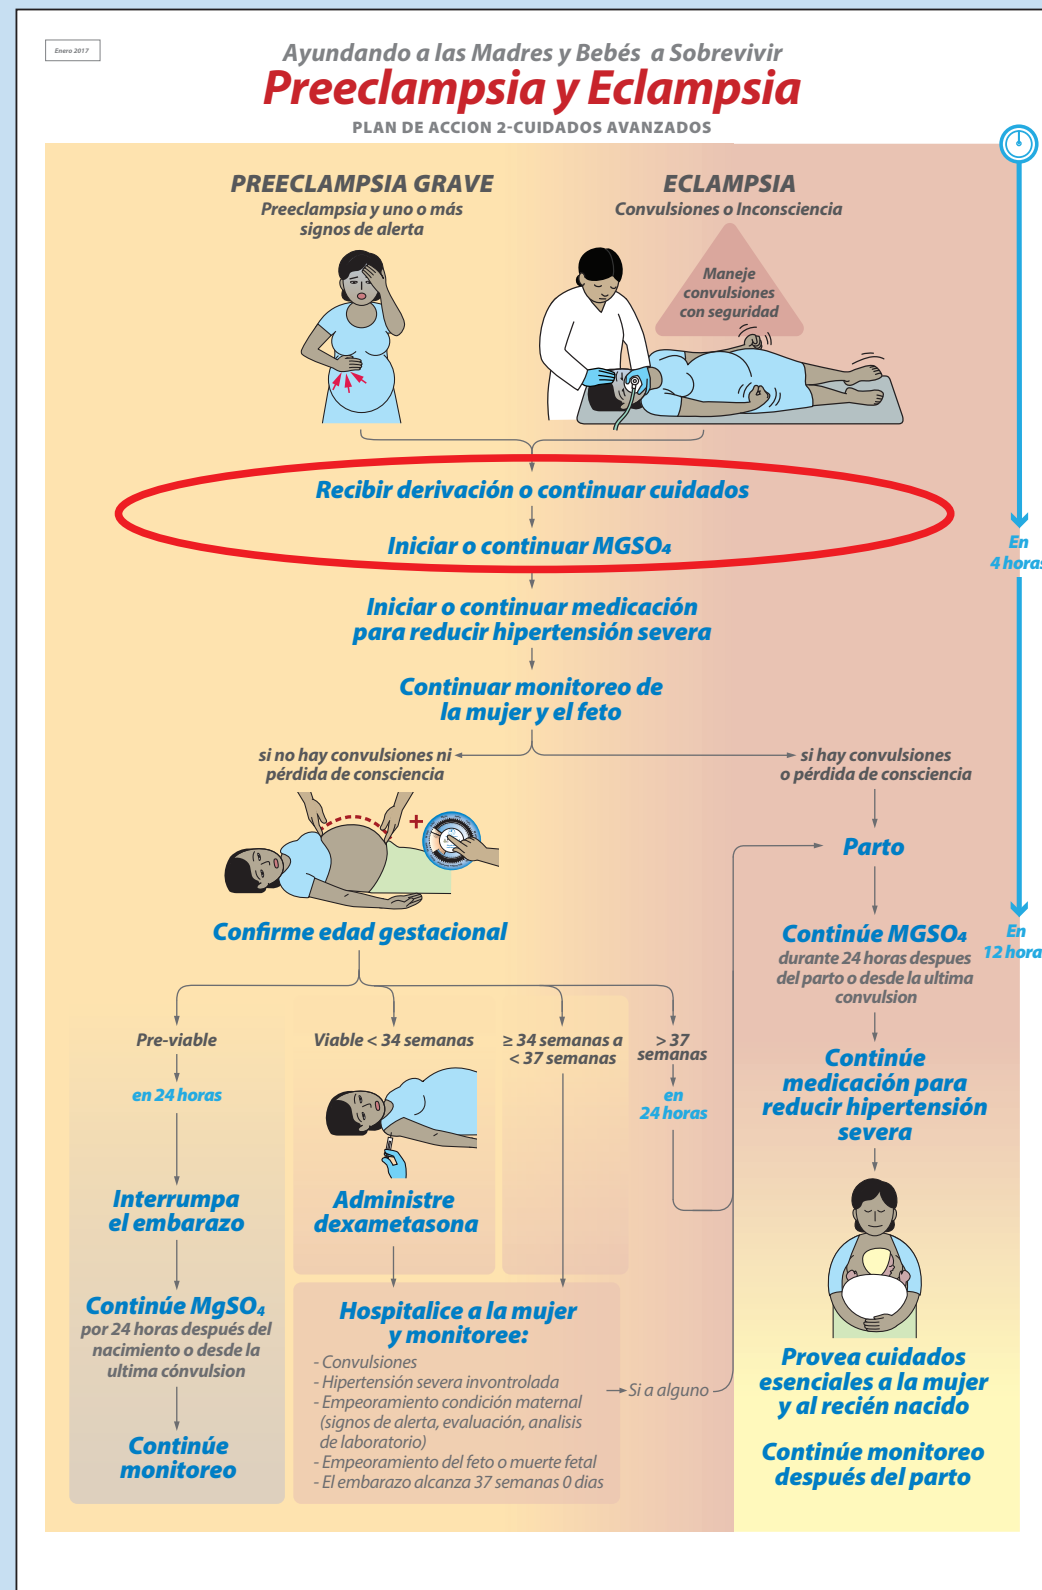 Enero 2017
Ayundando a las Madres y Bebés a Sobrevivir
Preeclampsia y Eclampsia
PLAN DE ACCION 2-CUIDADOS AVANZADOS
PREECLAMPSIA GRAVE
Preeclampsia y uno o más
signos de alerta
ECLAMPSIA
Convulsiones o Inconsciencia
Maneje
convulsiones
con seguridad
Recibir derivación o continuar cuidados
Iniciar o continuar MGSO4
En
4 horas
Iniciar o continuar medicación
para reducir hipertensión severa
Continuar monitoreo de
la mujer y el feto
si no hay convulsiones ni
pérdida de consciencia
si hay convulsiones
o pérdida de consciencia
+
Confirme edad gestacional
Parto
Continúe MGSO4
durante 24 horas despues
del parto o desde la ultima
convulsion
En
12 hora
Pre-viable
en 24 horas
Interrumpa
el embarazo
Continúe MgSO4
por 24 horas después del
nacimiento o desde la
ultima cónvulsion
Continúe
monitoreo
Viable < 34 semanas
Administre
dexametasona
≥ 34 semanas a
< 37 semanas
> 37
semanas
en
24 horas
Hospitalice a la mujer
y monitoree:
- Convulsiones
- Hipertensión severa invontrolada
- Empeoramiento condición maternal
(signos de alerta, evaluación, analisis
de laboratorio)
- Empeoramiento del feto o muerte fetal
- El embarazo alcanza 37 semanas 0 dias
Si a alguno
Continúe
medicación para
reducir hipertensión
severa
Provea cuidados
esenciales a la mujer
y al recién nacido
Continúe monitoreo
después del parto